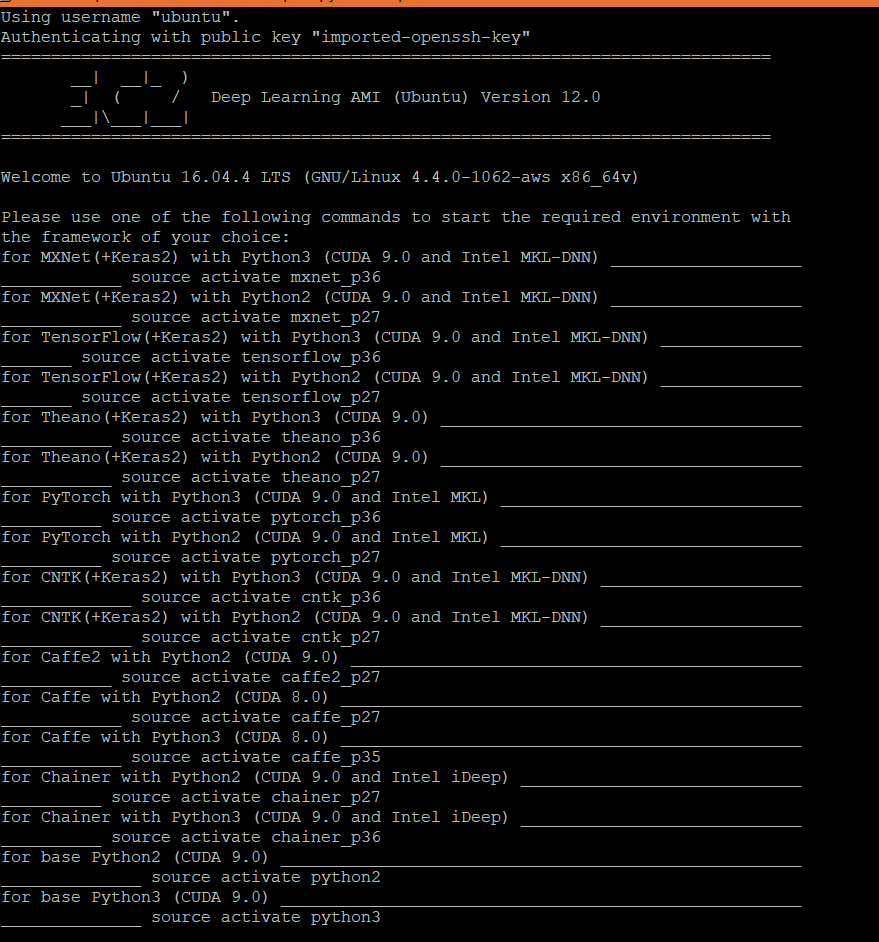 Using username "ubuntu".
Authenticating with public key "imported-openssh-key"
=============================================================================
       __|  __|_  )
       _|  (     /   Deep Learning AMI (Ubuntu) Version 12.0
      ___|\___|___|
=============================================================================
Welcome to Ubuntu 16.04.4 LTS (GNU/Linux 4.4.0-1062-aws x86_64v)
Please use one of the following commands to start the required environment with
the framework of your choice:
for MXNet(+Keras2) with Python3 (CUDA 9.0 and Intel MKL-DNN) ___________________
____________ source activate mxnet_p36
for MXNet(+Keras2) with Python2 (CUDA 9.0 and Intel MKL-DNN) ___________________
____________ source activate mxnet_p27
for TensorFlow(+Keras2) with Python3 (CUDA 9.0 and Intel MKL-DNN) ______________
_______ source activate tensorflow_p36
for TensorFlow(+Keras2) with Python2 (CUDA 9.0 and Intel MKL-DNN) ______________
_______ source activate tensorflow_p27
for Theano(+Keras2) with Python3 (CUDA 9.0) ____________________________________
___________ source activate theano_p36
for Theano(+Keras2) with Python2 (CUDA 9.0) ____________________________________
___________ source activate theano_p27
for PyTorch with Python3 (CUDA 9.0 and Intel MKL) ______________________________
__________ source activate pytorch_p36
for PyTorch with Python2 (CUDA 9.0 and Intel MKL) ______________________________
__________ source activate pytorch_p27
for CNTK(+Keras2) with Python3 (CUDA 9.0 and Intel MKL-DNN) ____________________
_____________ source activate cntk_p36
for CNTK(+Keras2) with Python2 (CUDA 9.0 and Intel MKL-DNN) ____________________
_____________ source activate cntk_p27
for Caffe2 with Python2 (CUDA 9.0) _____________________________________________
___________ source activate caffe2_p27
for Caffe with Python2 (CUDA 8.0) ______________________________________________
____________ source activate caffe_p27
for Caffe with Python3 (CUDA 8.0) ______________________________________________
____________ source activate caffe_p35
for Chainer with Python2 (CUDA 9.0 and Intel iDeep) ____________________________
__________ source activate chainer_p27
for Chainer with Python3 (CUDA 9.0 and Intel iDeep) ____________________________
__________ source activate chainer_p36
for base Python2 (CUDA 9.0) ____________________________________________________
______________ source activate python2
for base Python3 (CUDA 9.0) ____________________________________________________
______________ source activate python3